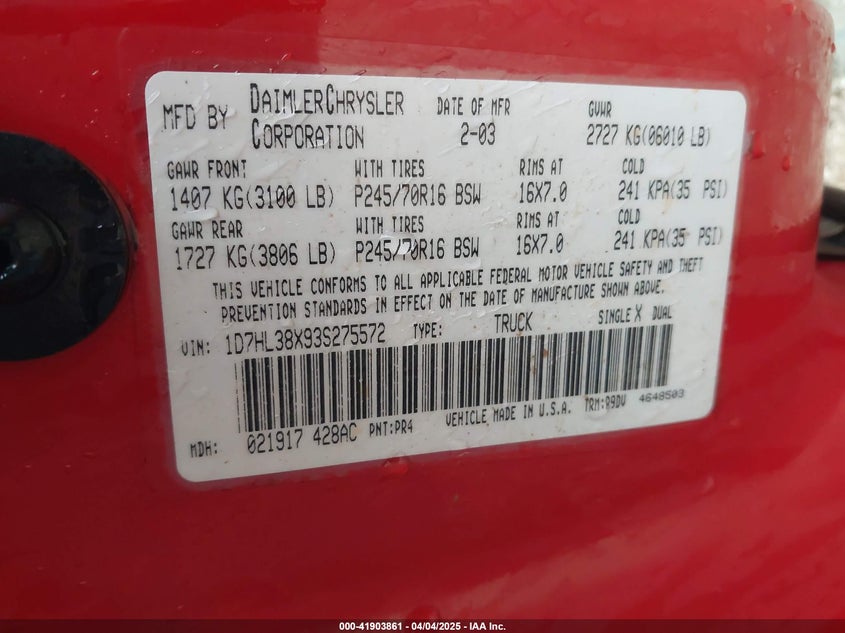 MFD BY DAIMLERCHRYSLER CORPORATION DATE OF MFR 2-03 GVWR 2727 KG(06010 LB)
GAWR FRONT WITH TIRES RIMS AT COLD
1407 KG(3100 LB) P245/70R16 BSW 16X7.0 241 KPA(35 PSI)
GAWR REAR WITH TIRES RIMS AT COLD
1727 KG(3806 LB) P245/70R16 BSW 16X7.0 241 KPA(35 PSI)
THIS VEHICLE CONFORMS TO ALL APPLICABLE FEDERAL MOTOR VEHICLE SAFETY AND THEFT
PREVENTION STANDARDS IN EFFECT ON THE DATE OF MANUFACTURE SHOWN ABOVE.
VIN: 1D7HL38X93S275572 TYPE: TRUCK SINGLE X DUAL
MDH: 021917 428AC PNT:PR4 VEHICLE MADE IN U.S.A. TRM: 4648503
000-41903861 - 04/04/2025 - IAA Inc.